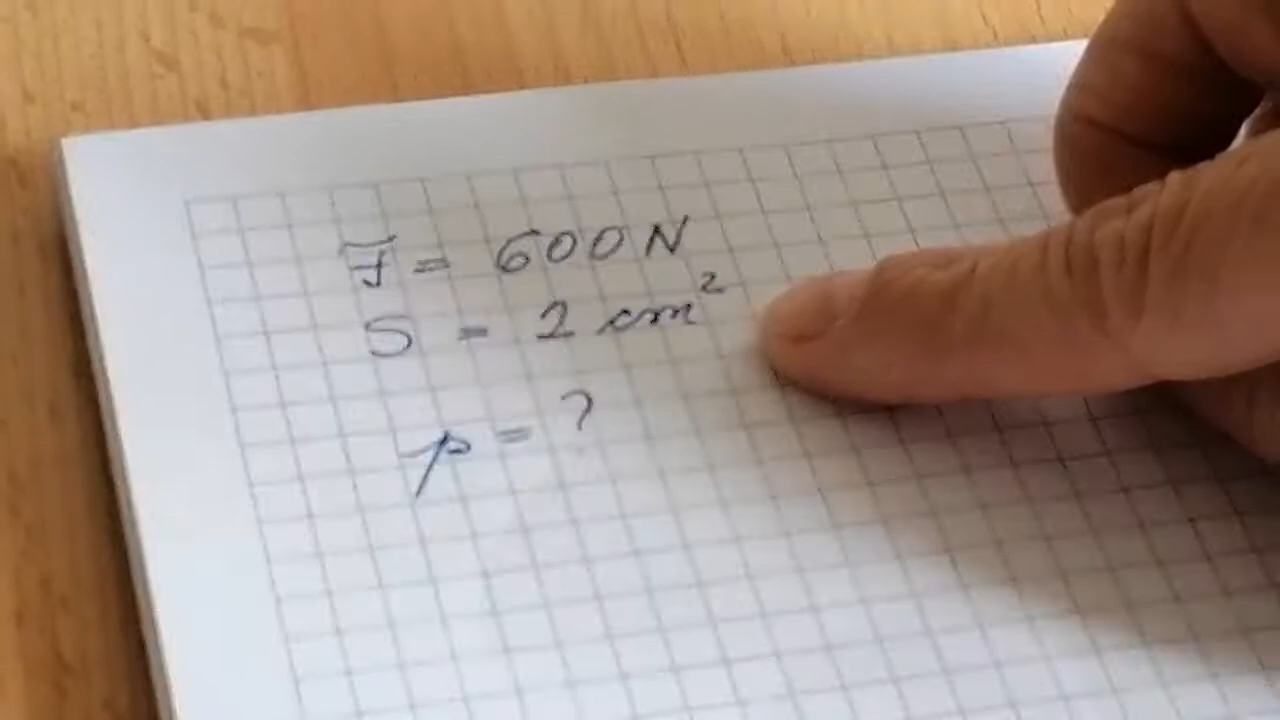 F = 600 N
S = 2 cm²
p = ?